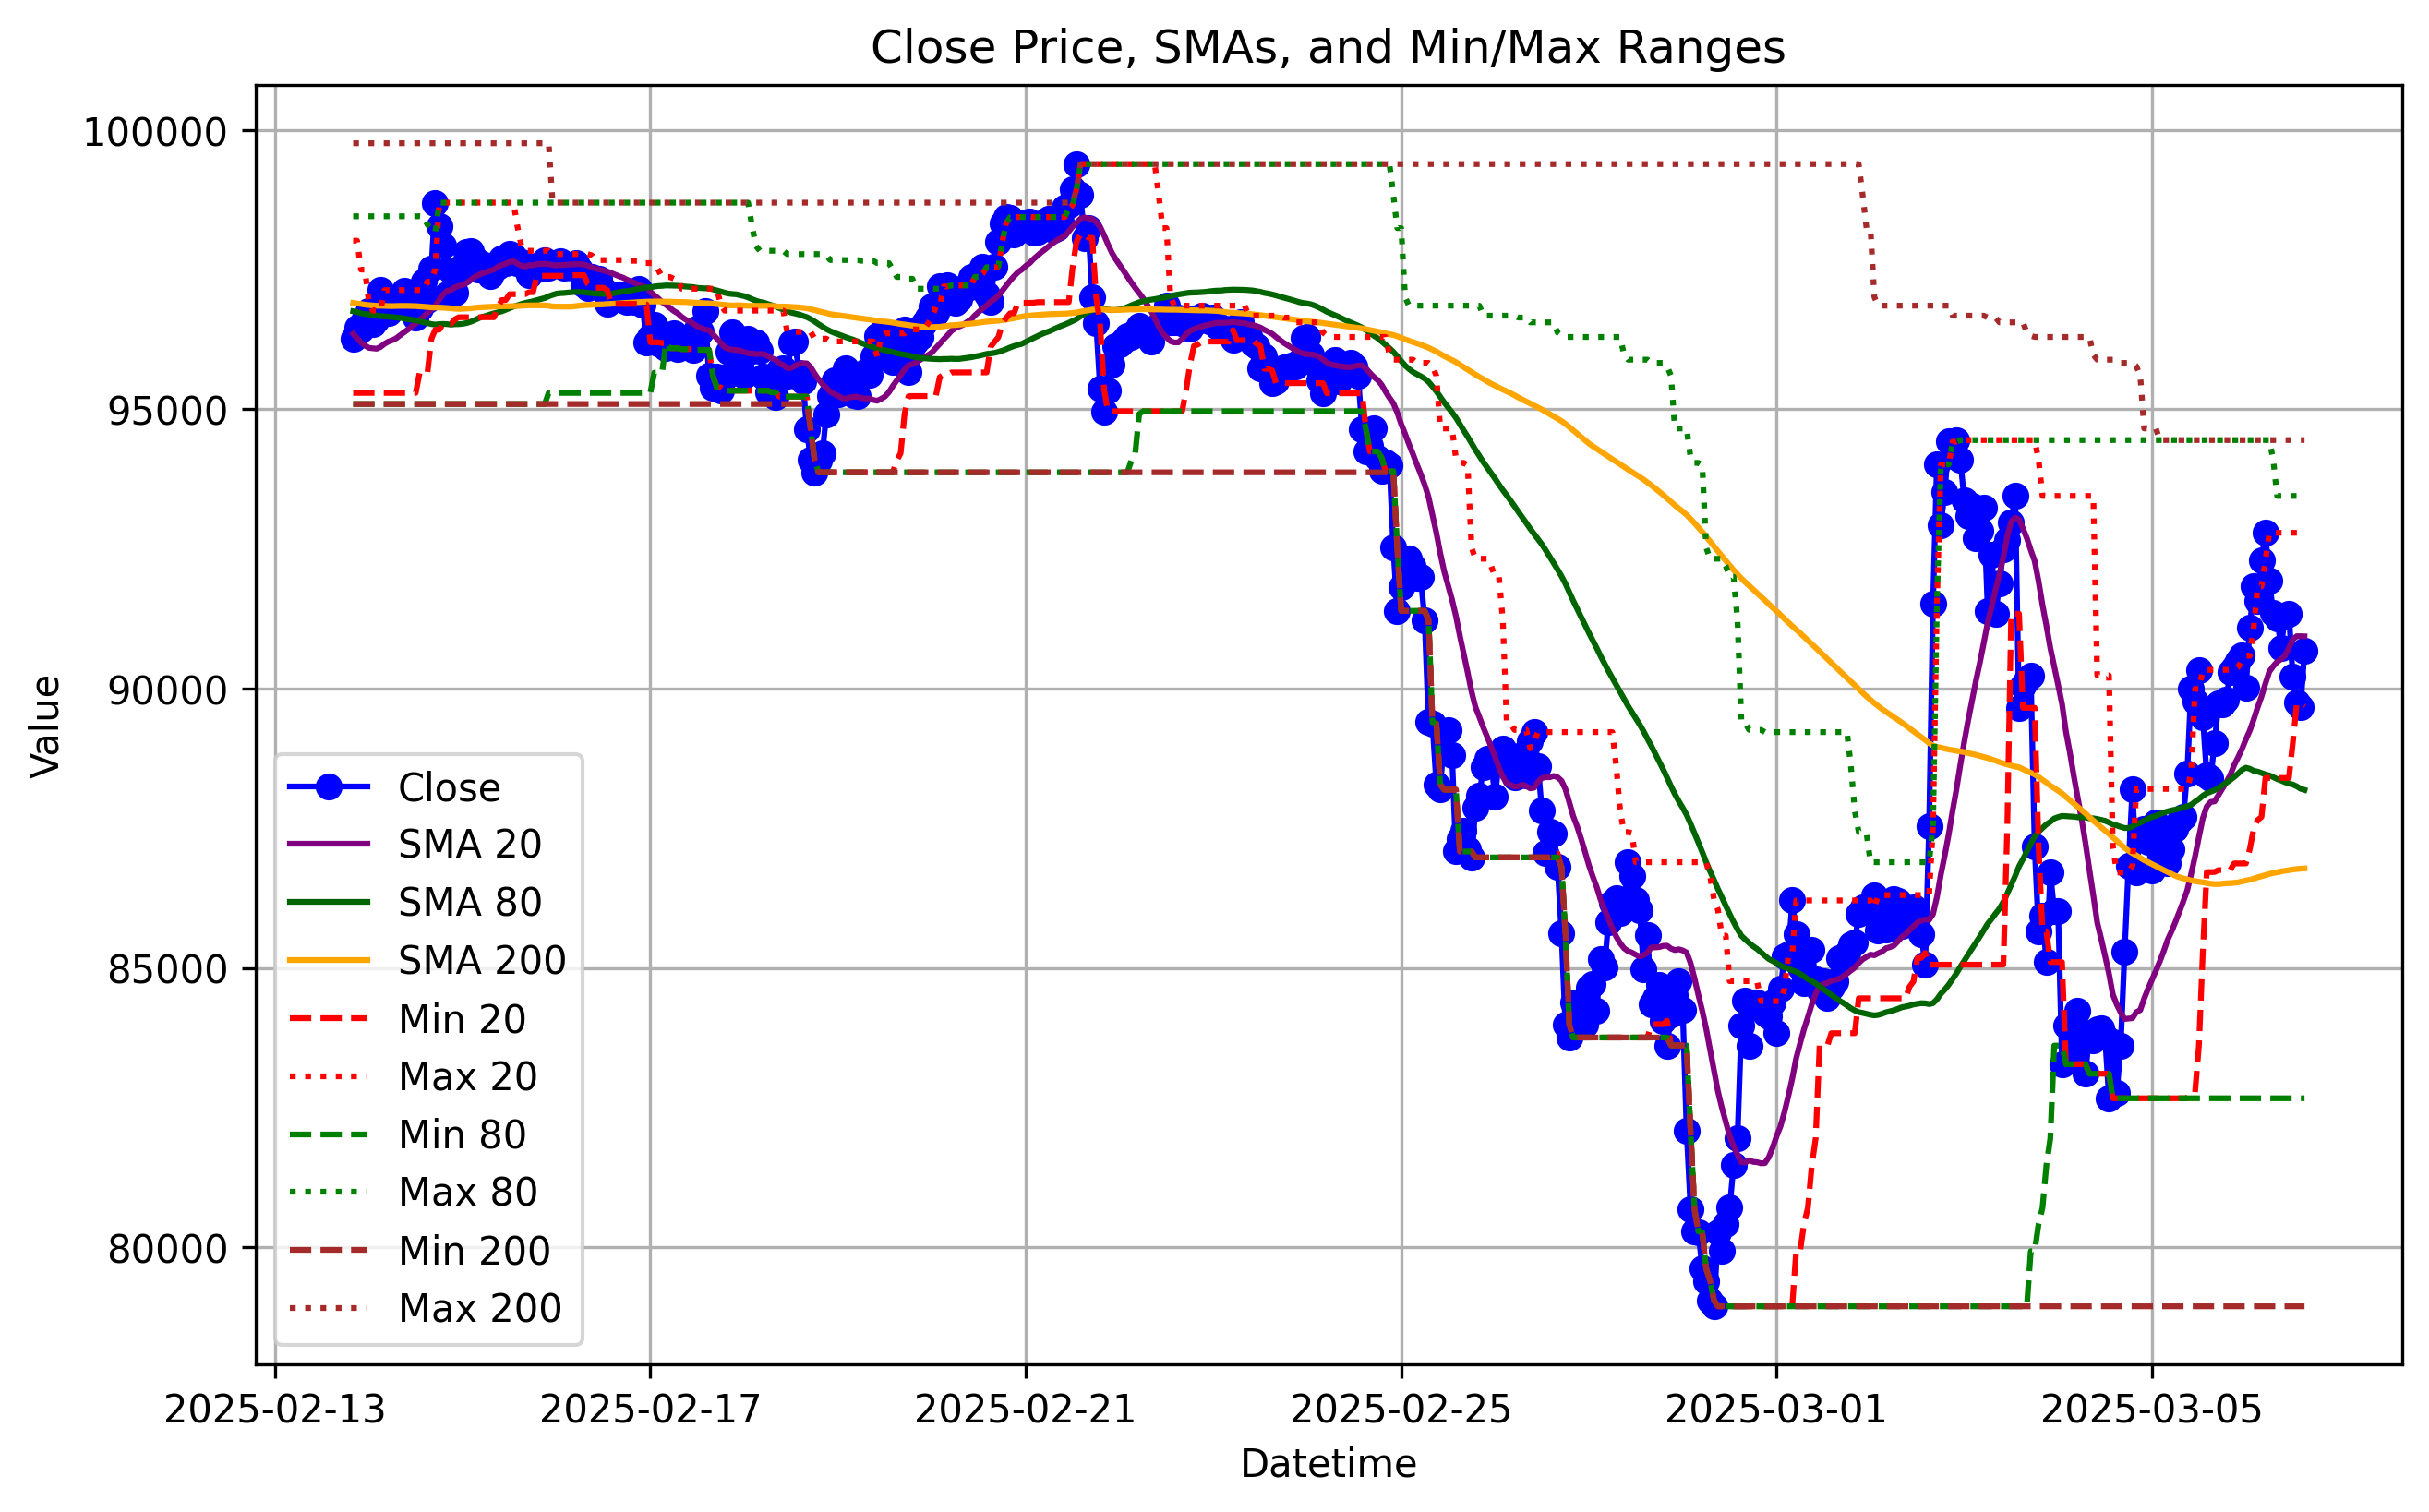 Close Price, SMAs, and Min/Max Ranges
100000
95000
90000
85000
80000
Value
Close
SMA 20
SMA 80
SMA 200
Min 20
Max 20
Min 80
Max 80
Min 200
Max 200
2025-02-13 2025-02-17 2025-02-21 2025-02-25 2025-03-01 2025-03-05
Datetime